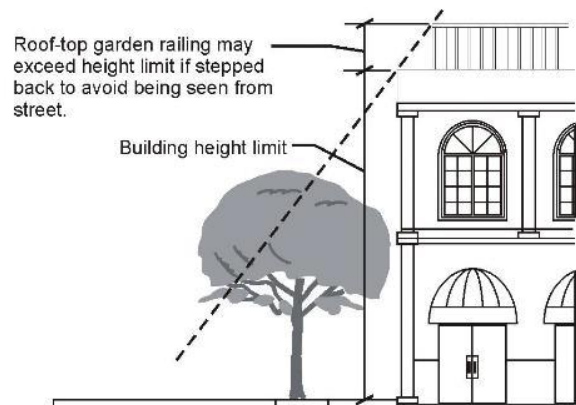 Roof-top garden railing may
exceed height limit if stepped
back to avoid being seen from
street.
Building height limit